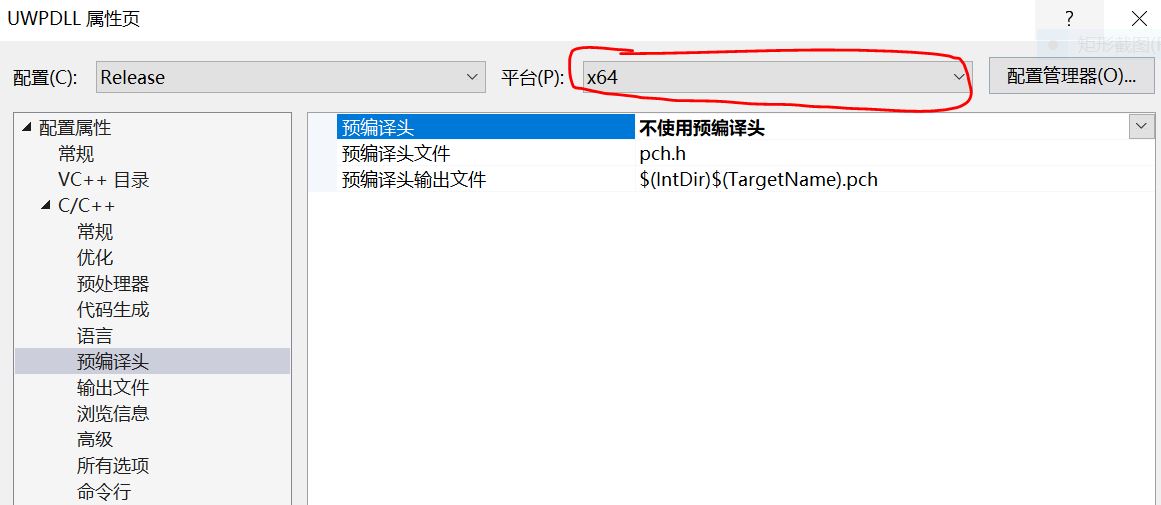 UWPDLL 属性页
?
矩形截图(
配置(C):
Release
平台(P):
x64
配置管理器(O)...
配置属性
常规
VC++ 目录
C/C++
常规
优化
预处理器
代码生成
语言
预编译头
输出文件
浏览信息
高级
所有选项
命令行
预编译头
不使用预编译头
预编译头文件
pch.h
预编译头输出文件
$(IntDir)$(TargetName).pch